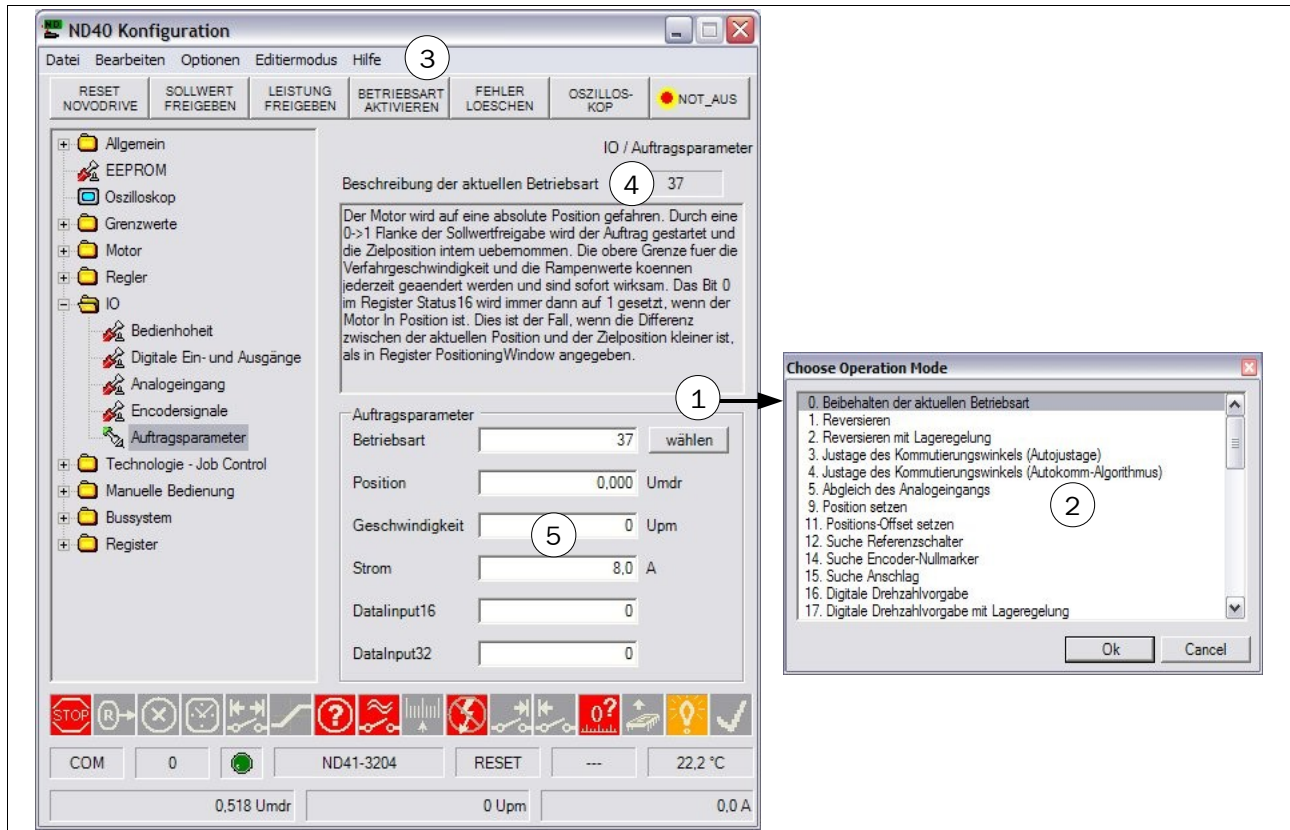 ND40 Konfiguration
Datei Bearbeiten Optionen Editiermodus Hilfe
3
RESET NOVODRIVE
SOLLWERT FREIGEBEN
LEISTUNG FREIGEBEN
BETRIEBSART AKTIVIEREN
FEHLER LOESCHEN
OSZILLOS-KOP
NOT_AUS
Allgemein
EEPROM
Oszilloskop
Grenzwerte
Motor
Regler
IO
Bedienhoheit
Digitale Ein- und Ausgänge
Analogeingang
Encodersignale
Auftragsparameter
Technologie - Job Control
Manuelle Bedienung
Bussystem
Register
IO / Auftragsparameter
Beschreibung der aktuellen Betriebsart 4 37
Der Motor wird auf eine absolute Position gefahren. Durch eine
0->1 Flanke der Sollwertfreigabe wird der Auftrag gestartet und
die Zielposition intern uebernommen. Die obere Grenze fuer die
Verfahrgeschwindigkeit und die Rampenwerte koennen
jederzeit geaendert werden und sind sofort wirksam. Das Bit 0
im Register Status16 wird immer dann auf 1 gesetzt, wenn der
Motor In Position ist. Dies ist der Fall, wenn die Differenz
zwischen der aktuellen Position und der Zielposition kleiner ist,
als in Register PositioningWindow angegeben.
1
Auftragsparameter
Betriebsart 37 wählen
Position 0,000 Umdr
Geschwindigkeit 0 Upm
5
Strom 8,0 A
DataIinput16 0
DataInput32 0
STOP
R
?
0?
COM 0 ND41-3204 RESET --- 22,2 °C
0,518 Umdr 0 Upm 0,0 A
Choose Operation Mode
0. Beibehalten der aktuellen Betriebsart
1. Reversieren
2. Reversieren mit Lageregelung
3. Justage des Kommutierungswinkels (Autojustage)
4. Justage des Kommutierungswinkels (Autokomm-Algorithmus)
5. Abgleich des Analogeingangs
9. Position setzen
2
11. Positions-Offset setzen
12. Suche Referenzschalter
14. Suche Encoder-Nullmarker
15. Suche Anschlag
16. Digitale Drehzahlvorgabe
17. Digitale Drehzahlvorgabe mit Lageregelung
Ok Cancel